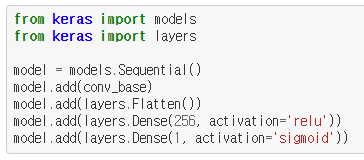 from keras import models
from keras import layers
model = models.Sequential()
model.add(conv_base)
model.add(layers.Flatten())
model.add(layers.Dense(256, activation='relu'))
model.add(layers.Dense(1, activation='sigmoid'))